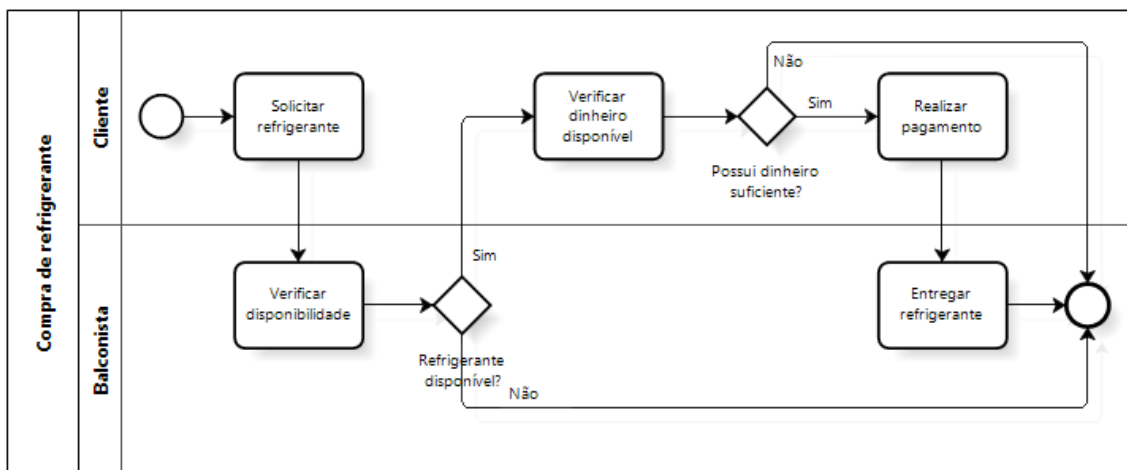 Compra de refrigrerante
Cliente
Solicitar
refrigerante
Verificar
dinheiro
disponível
Não
Sim
Possui dinheiro
suficiente?
Realizar
pagamento
Balconista
Verificar
disponibilidade
Sim
Refrigerante
disponível?
Não
Entregar
refrigerante